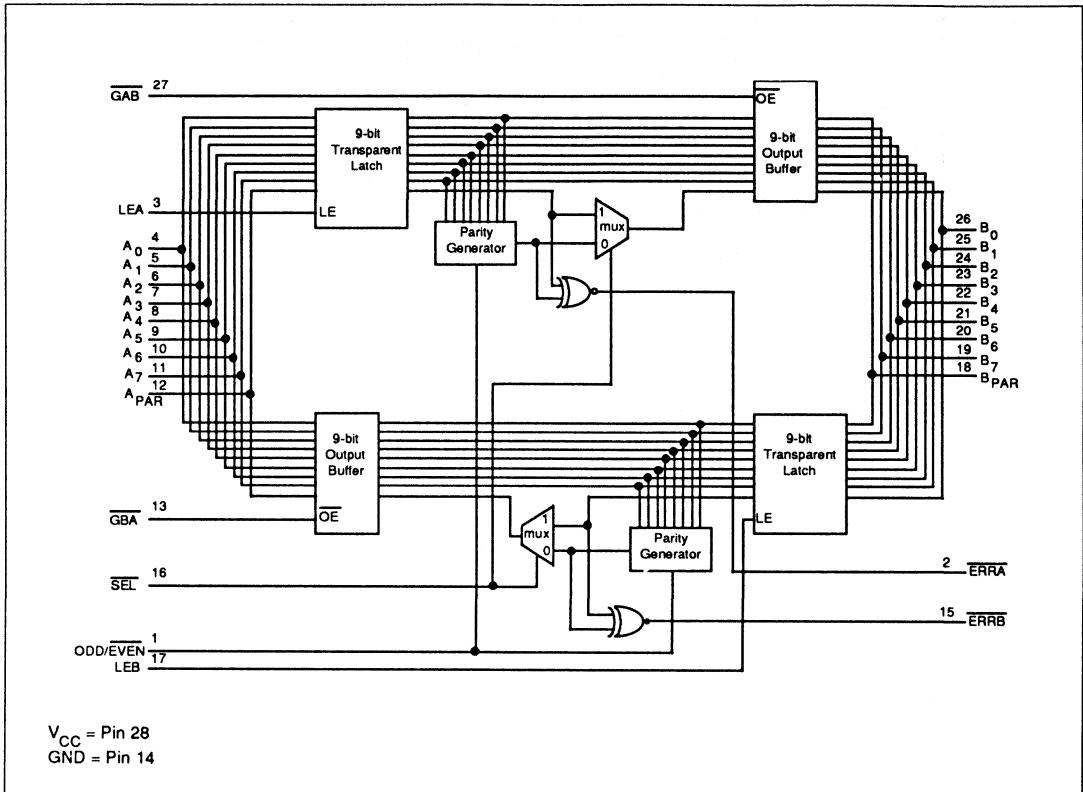 GAB 27
OE
9-bit
Output
Buffer
9-bit
Transparent
Latch
LE
LEA 3
A0 4
A1 5
A2 6
A3 7
A4 8
A5 9
A6 10
A7 11
APAR 12
Parity
Generator
1
mux
0
26 B0
25 B1
24 B2
23 B3
22 B4
21 B5
20 B6
19 B7
18 BPAR
9-bit
Output
Buffer
OE
9-bit
Transparent
Latch
LE
GBA 13
1
mux
0
Parity
Generator
SEL 16
2 ERRA
15 ERRB
ODD/EVEN 1
LEB 17
VCC = Pin 28
GND = Pin 14